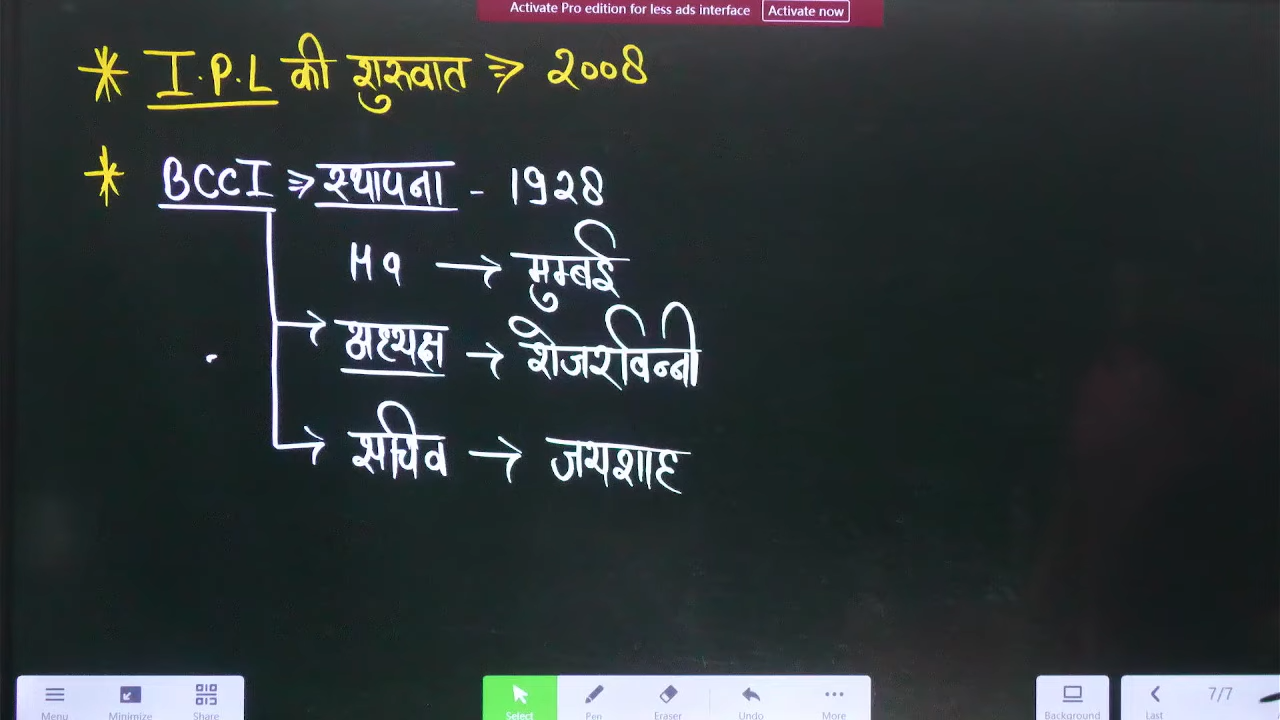 Activate Pro edition for less ads interface Activate now
* I.P.L की शुरुवात ⇒ 2008
* BCCI ⇒ स्थापना - 1928
Hq → मुम्बई
→ अध्यक्ष → रोजरविन्नी
→ सचिव → जयशाह
Menu Minimize Share Select Pen Eraser Undo More Background Last 7/7